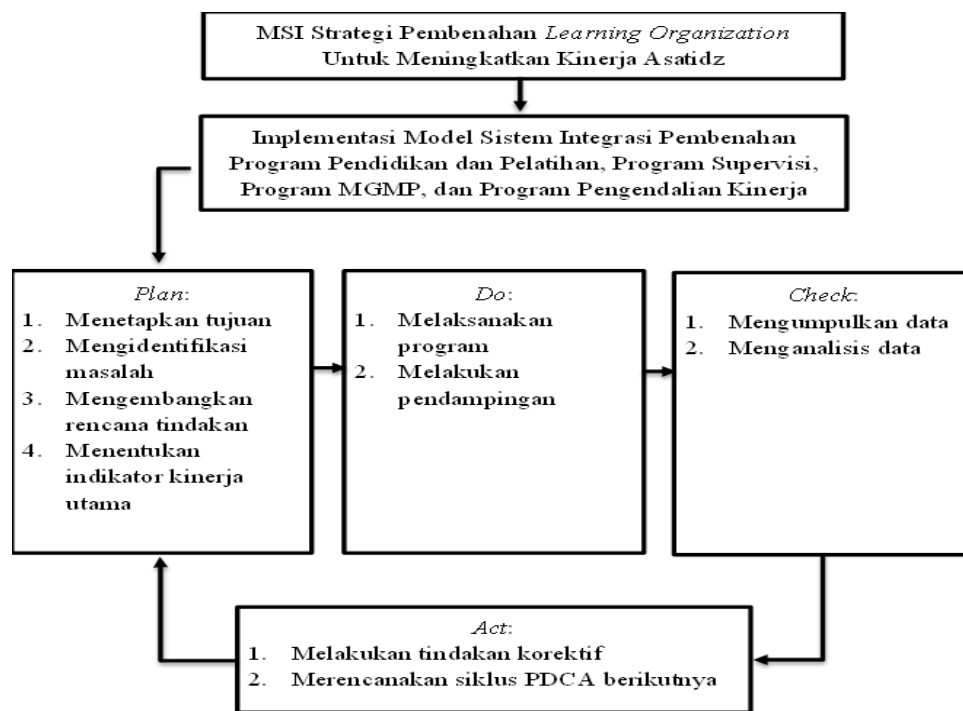 MSI Strategi Pembenahan Learning Organization
Untuk Meningkatkan Kinerja Asatidz
Implementasi Model Sistem Integrasi Pembenahan
Program Pendidikan dan Pelatihan, Program Supervisi,
Program MGMP, dan Program Pengendalian Kinerja
Plan:
1. Menetapkan tujuan
2. Mengidentifikasi
masalah
3. Mengembangkan
rencana tindakan
4. Menentukan
indikator kinerja
utama
Do:
1. Melaksanakan
program
2. Melakukan
pendampingan
Check:
1. Mengumpulkan data
2. Menganalisis data
Act:
1. Melakukan tindakan korektif
2. Merencanakan siklus PDCA berikutnya